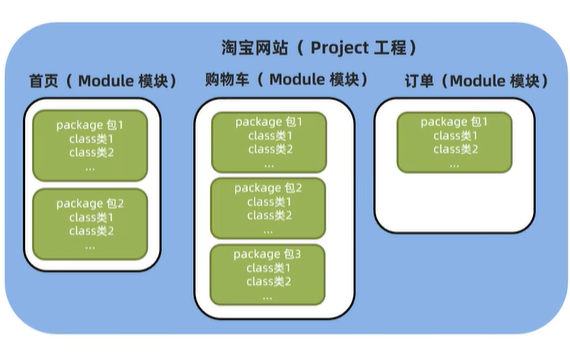 淘宝网站（ Project 工程）
首页（ Module 模块）
package 包1
class类1
class类2
...
package 包2
class类1
class类2
...
购物车（ Module 模块）
package 包1
class类1
class类2
...
package 包2
class类1
class类2
...
package 包3
class类1
class类2
...
订单（Module 模块）
package 包1
class类1
class类2
...